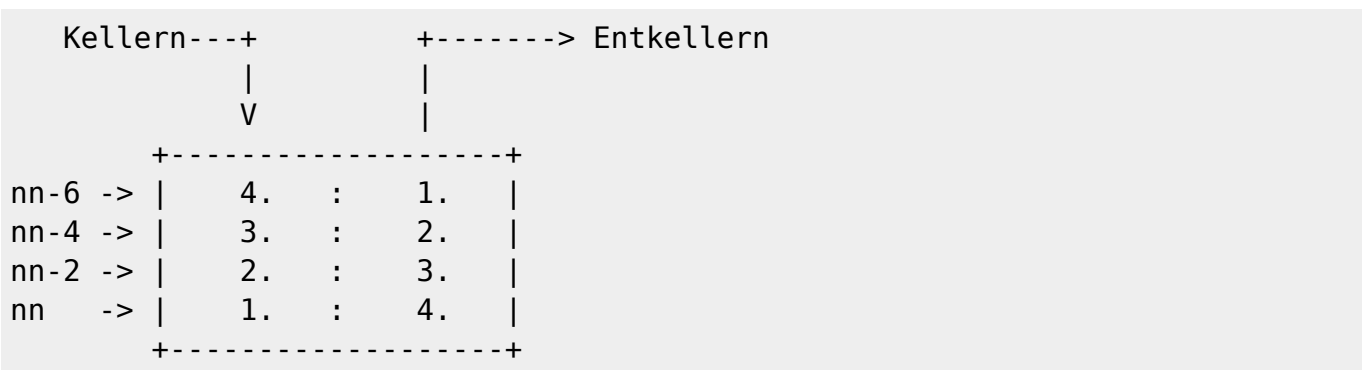 Kellern---+         +-------> Entkellern
             |         |
             V         |
        +-------------------+
nn-6 -> |    4.   :    1.   |
nn-4 -> |    3.   :    2.   |
nn-2 -> |    2.   :    3.   |
nn   -> |    1.   :    4.   |
        +-------------------+